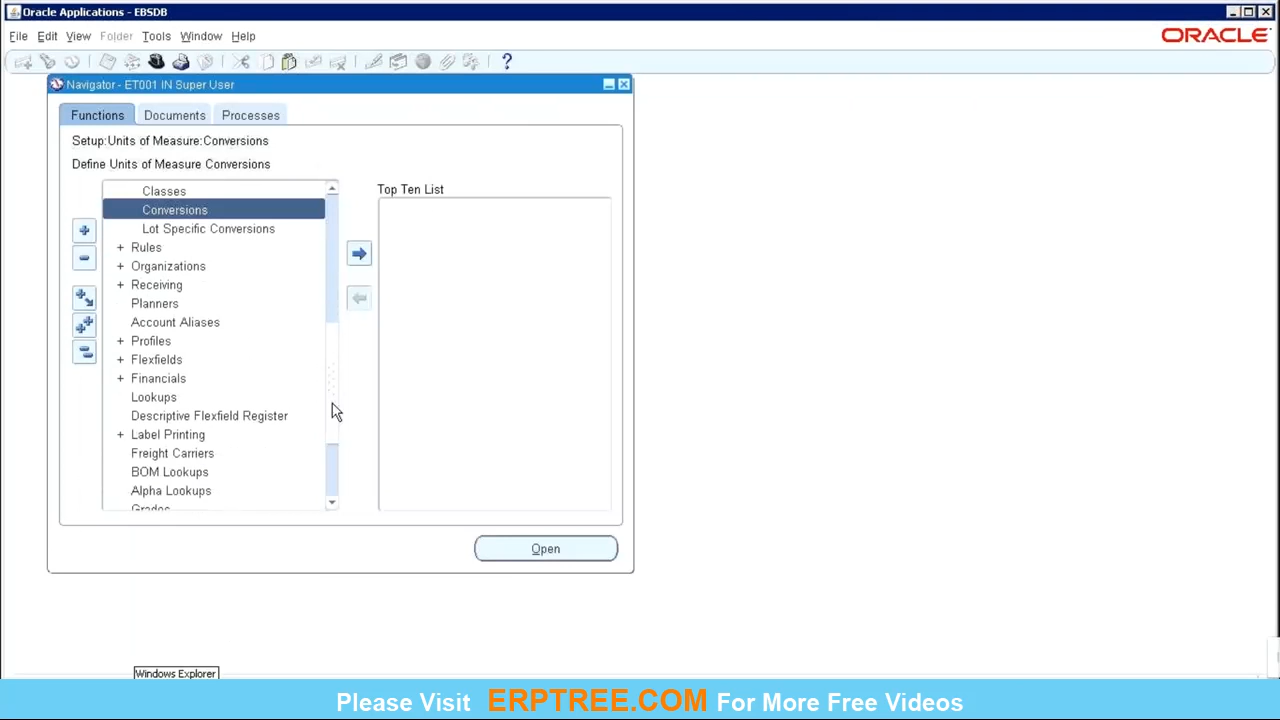 Oracle Applications - EBSDB
File Edit View Folder Tools Window Help
ORACLE
Navigator - ET001 IN Super User
Functions Documents Processes
Setup:Units of Measure:Conversions
Define Units of Measure Conversions
Top Ten List
Classes
Conversions
Lot Specific Conversions
+ Rules
+ Organizations
+ Receiving
Planners
Account Aliases
+ Profiles
+ Flexfields
+ Financials
Lookups
Descriptive Flexfield Register
+ Label Printing
Freight Carriers
BOM Lookups
Alpha Lookups
Grades
Open
Windows Explorer
Please Visit ERPTREE.COM For More Free Videos